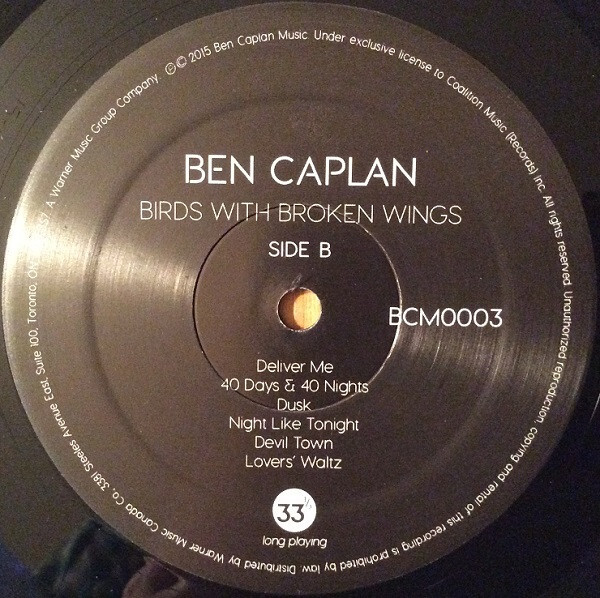 ℗© 2015 Ben Caplan Music. Under exclusive license to Coalition Music (Records) Inc. All rights reserved. Unauthorized reproduction, copying and rental of this recording is prohibited by law. Distributed by Warner Music Canada Co., 3381 Steeles Avenue East, Suite 100, Toronto, ON, A Warner Music Group Company.
BEN CAPLAN
BIRDS WITH BROKEN WINGS
SIDE B
BCM0003
Deliver Me
40 Days & 40 Nights
Dusk
Night Like Tonight
Devil Town
Lovers' Waltz
33⅓
long playing